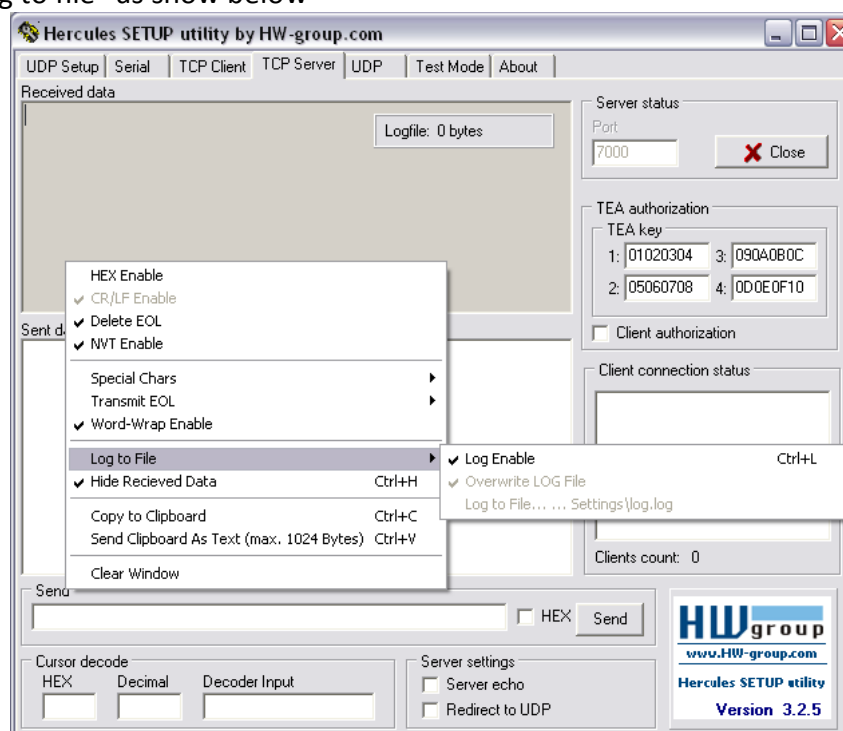 g to file" as show below
Hercules SETUP utility by HW-group.com
UDP Setup Serial TCP Client TCP Server UDP Test Mode About
Received data
Logfile: 0 bytes
Server status
Port
7000
Close
TEA authorization
TEA key
1: 01020304 3: 090A0B0C
2: 05060708 4: 0D0E0F10
Client authorization
HEX Enable
CR/LF Enable
Delete EOL
NVT Enable
Sent d
Special Chars
Transmit EOL
Word-Wrap Enable
Log to File
Hide Recieved Data Ctrl+H
Copy to Clipboard Ctrl+C
Send Clipboard As Text (max. 1024 Bytes) Ctrl+V
Clear Window
Client connection status
Log Enable Ctrl+L
Overwrite LOG File
Log to File... ... Settings\log.log
Clients count: 0
Send
HEX Send
Cursor decode
HEX Decimal Decoder Input
Server settings
Server echo
Redirect to UDP
HW group
www.HW-group.com
Hercules SETUP utility
Version 3.2.5